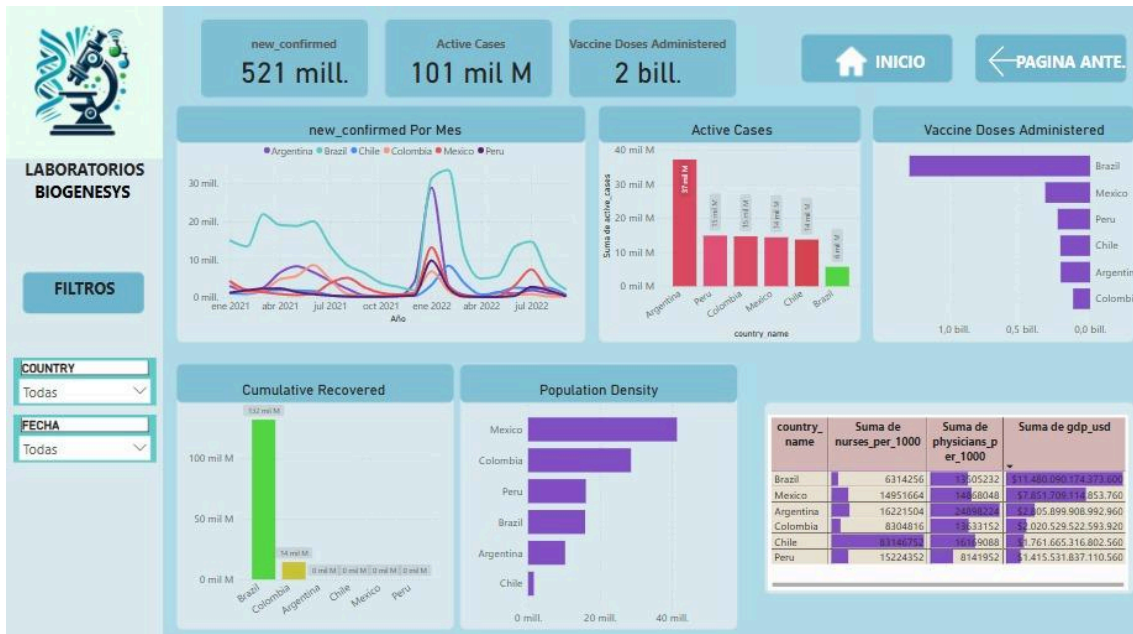 new_confirmed
521 mill.
Active Cases
101 mil M
Vaccine Doses Administered
2 bill.
INICIO
PAGINA ANTE.
LABORATORIOS
BIOGENESYS
FILTROS
COUNTRY
Todas
FECHA
Todas
new_confirmed Por Mes
Argentina Brazil Chile Colombia Mexico Peru
30 mill.
20 mill.
10 mill.
0 mill.
ene 2021 abr 2021 jul 2021 oct 2021 ene 2022 abr 2022 jul 2022
Año
Active Cases
Suma de active_cases
40 mil M
30 mil M
20 mil M
10 mil M
0 mil M
37 mil M
15 mil M
15 mil M
14 mil M
14 mil M
6 mil M
Argentina
Peru
Colombia
Mexico
Chile
Brazil
country_name
Vaccine Doses Administered
Brazil
Mexico
Peru
Chile
Argentin
Colomb
1,0 bill. 0,5 bill. 0,0 bill.
Cumulative Recovered
132 mil M
100 mil M
50 mil M
14 mil M
0 mil M 0 mil M 0 mil M 0 mil M
0 mil M
Brazil
Colombia
Argentina
Chile
Mexico
Peru
Population Density
Mexico
Colombia
Peru
Brazil
Argentina
Chile
0 mill. 20 mill. 40 mill.
country_ name Suma de nurses_per_1000 Suma de physicians_p er_1000 Suma de gdp_usd
Brazil 6314256 13505232 $11.480.090.174.373.600
Mexico 14951664 14868048 $7.851.709.114.853.760
Argentina 16221504 24898224 $2.805.899.908.992.960
Colombia 8304816 13633152 $2.020.529.522.593.920
Chile 83146752 16169088 $1.761.665.316.802.560
Peru 15224352 8141952 $1.415.531.837.110.560